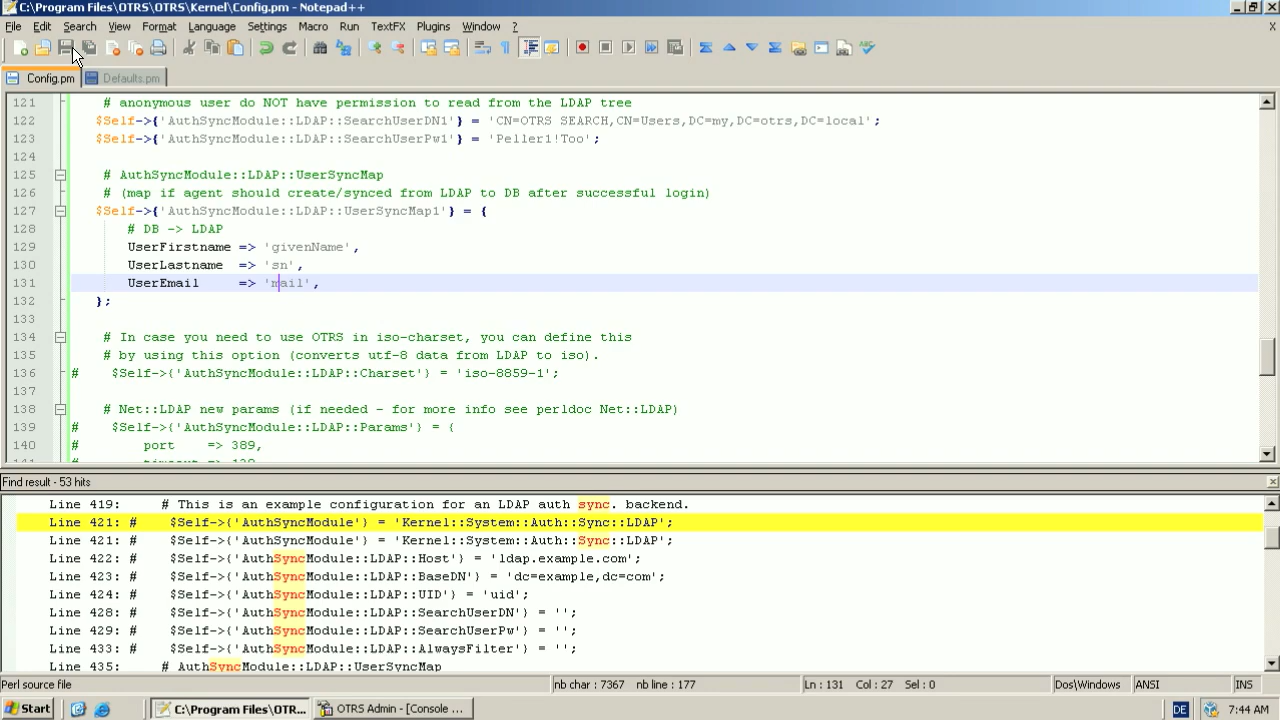 C:\Program Files\OTRS\OTRS\Kernel\Config.pm - Notepad++
File Edit Search View Format Language Settings Macro Run TextFX Plugins Window ? X
Config.pm Defaults.pm
121 # anonymous user do NOT have permission to read from the LDAP tree
122 $Self->{'AuthSyncModule::LDAP::SearchUserDN1'} = 'CN=OTRS SEARCH,CN=Users,DC=my,DC=otrs,DC=local';
123 $Self->{'AuthSyncModule::LDAP::SearchUserPw1'} = 'Peller1!Too';
124
125 # AuthSyncModule::LDAP::UserSyncMap
126 # (map if agent should create/synced from LDAP to DB after successful login)
127 $Self->{'AuthSyncModule::LDAP::UserSyncMap1'} = {
128 # DB -> LDAP
129 UserFirstname => 'givenName',
130 UserLastname => 'sn',
131 UserEmail => 'mail',
132 };
133
134 # In case you need to use OTRS in iso-charset, you can define this
135 # by using this option (converts utf-8 data from LDAP to iso).
136 # $Self->{'AuthSyncModule::LDAP::Charset'} = 'iso-8859-1';
137
138 # Net::LDAP new params (if needed - for more info see perldoc Net::LDAP)
139 # $Self->{'AuthSyncModule::LDAP::Params'} = {
140 # port => 389,
Find result - 53 hits
Line 419: # This is an example configuration for an LDAP auth sync. backend.
Line 421: # $Self->{'AuthSyncModule'} = 'Kernel::System::Auth::Sync::LDAP';
Line 421: # $Self->{'AuthSyncModule'} = 'Kernel::System::Auth::Sync::LDAP';
Line 422: # $Self->{'AuthSyncModule::LDAP::Host'} = 'ldap.example.com';
Line 423: # $Self->{'AuthSyncModule::LDAP::BaseDN'} = 'dc=example,dc=com';
Line 424: # $Self->{'AuthSyncModule::LDAP::UID'} = 'uid';
Line 428: # $Self->{'AuthSyncModule::LDAP::SearchUserDN'} = '';
Line 429: # $Self->{'AuthSyncModule::LDAP::SearchUserPw'} = '';
Line 433: # $Self->{'AuthSyncModule::LDAP::AlwaysFilter'} = '';
Line 435: # AuthSyncModule::LDAP::UserSyncMap
Perl source file nb char : 7367 nb line : 177 Ln : 131 Col : 27 Sel : 0 Dos\Windows ANSI INS
Start C:\Program Files\OTR... OTRS Admin - [Console ... DE 7:44 AM